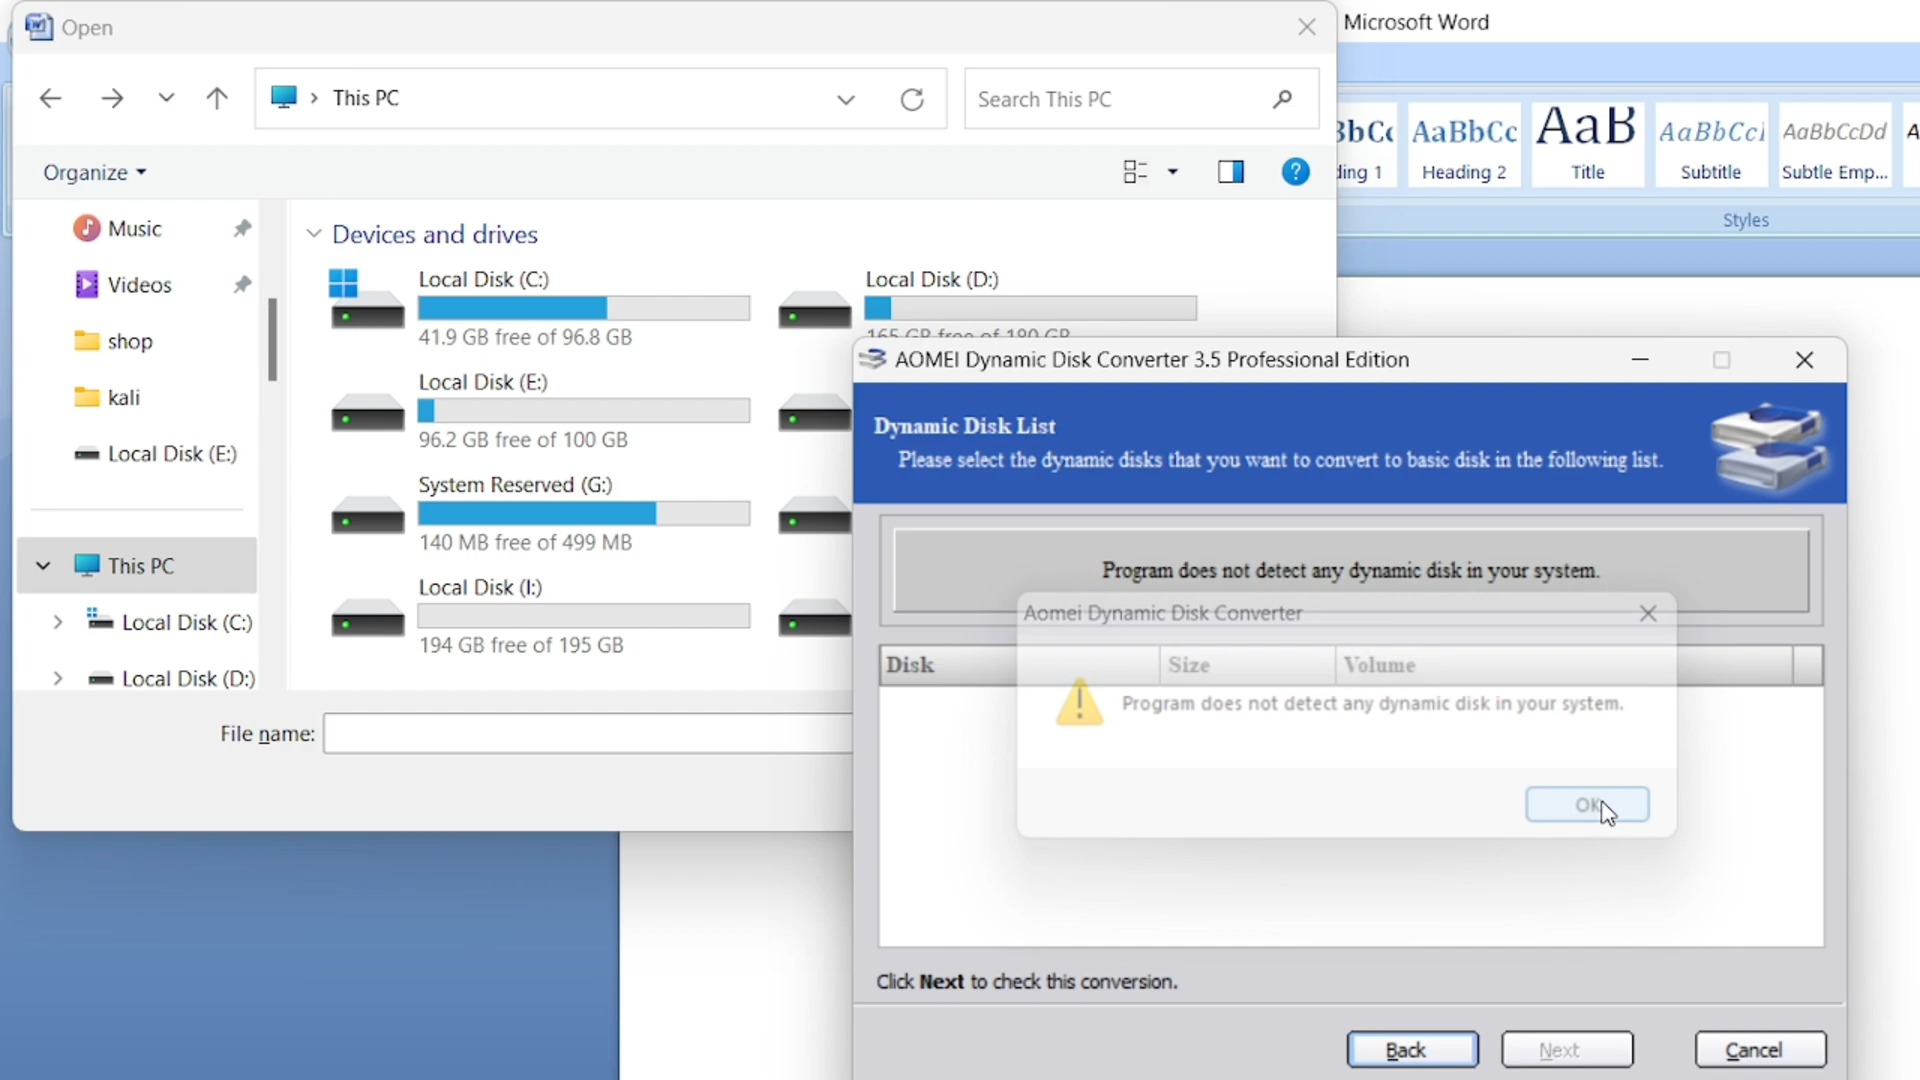 Open
Microsoft Word
This PC
Search This PC
Organize
AaBbCc
AaB
AaBbCcDd
Heading 2
Title
Subtitle
Subtle Emp...
Styles
Music
Videos
shop
kali
Local Disk (E:)
This PC
Local Disk (C:)
Local Disk (D:)
Devices and drives
Local Disk (C:)
41.9 GB free of 96.8 GB
Local Disk (D:)
165 GB free of 190 GB
Local Disk (E:)
96.2 GB free of 100 GB
System Reserved (G:)
140 MB free of 499 MB
Local Disk (I:)
194 GB free of 195 GB
File name:
AOMEI Dynamic Disk Converter 3.5 Professional Edition
Dynamic Disk List
Please select the dynamic disks that you want to convert to basic disk in the following list.
Program does not detect any dynamic disk in your system.
Aomei Dynamic Disk Converter
Disk Size Volume
Program does not detect any dynamic disk in your system.
OK
Click Next to check this conversion.
Back Next Cancel